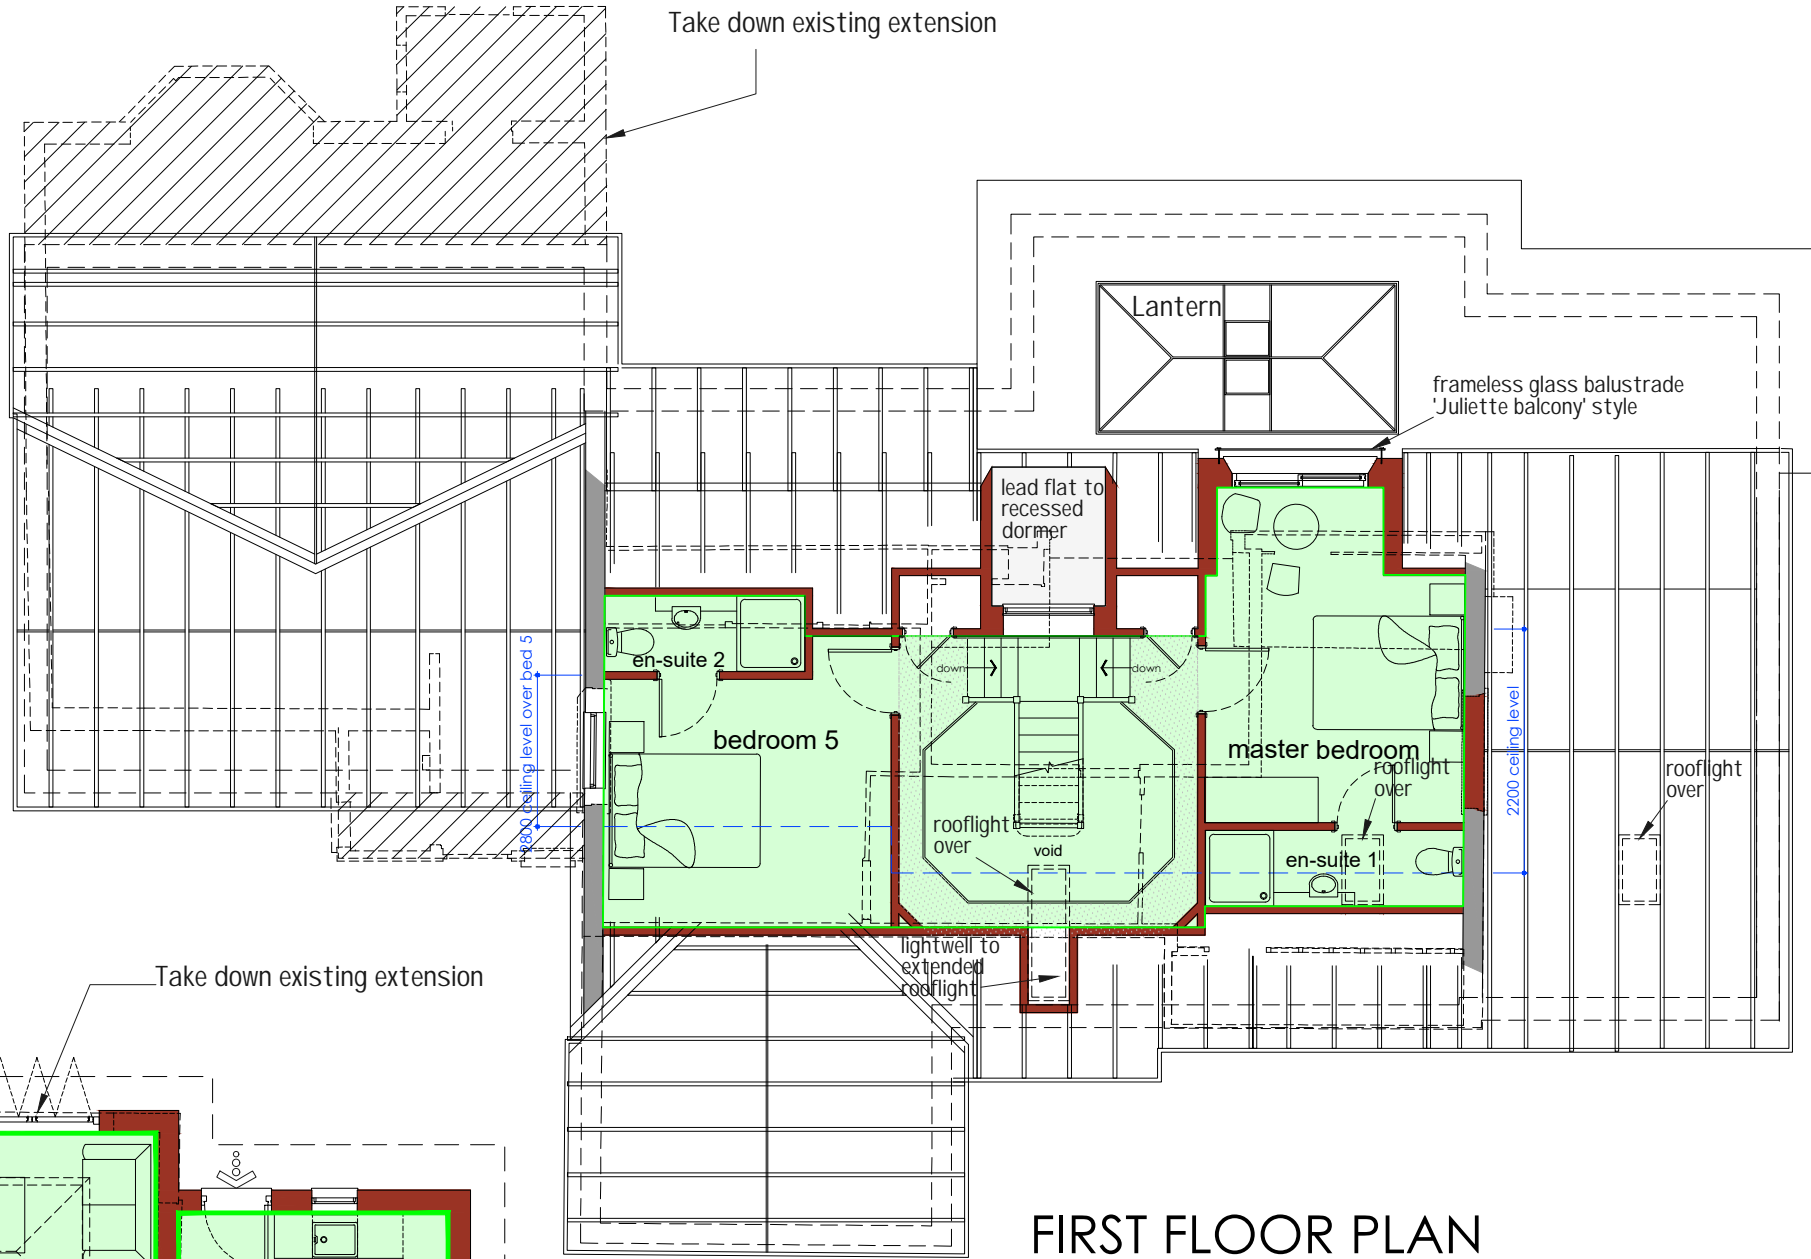 Take down existing extension
Lantern
frameless glass balustrade
'Juliette balcony' style
lead flat to
recessed
dormer
en-suite 2
down
down
2800 ceiling level over bed 5
bedroom 5
master bedroom
rooflight
over
2200 ceiling level
rooflight
over
rooflight
over
void
en-suite 1
lightwell to
extended
rooflight
Take down existing extension
FIRST FLOOR PLAN